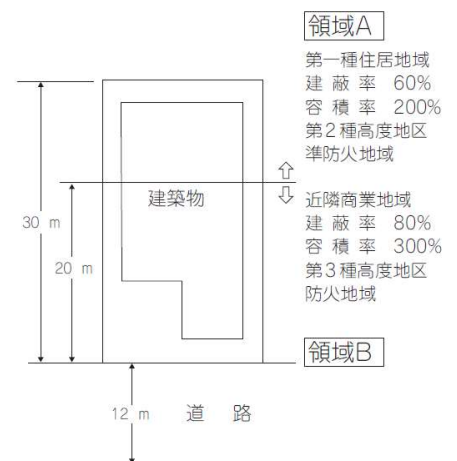 領域A
第一種住居地域
建蔽率 60%
容積率 200%
第2種高度地区
準防火地域
建築物
近隣商業地域
建蔽率 80%
容積率 300%
第3種高度地区
防火地域
30 m
20 m
領域B
12 m 道路